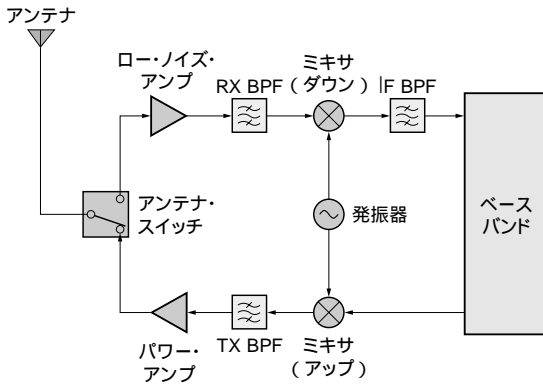 アンテナ
ロー・ノイズ・
アンプ
RX BPF
ミキサ
(ダウン)
IF BPF
アンテナ・
スイッチ
発振器
ベース
バンド
パワー・
アンプ
TX BPF
ミキサ
(アップ)